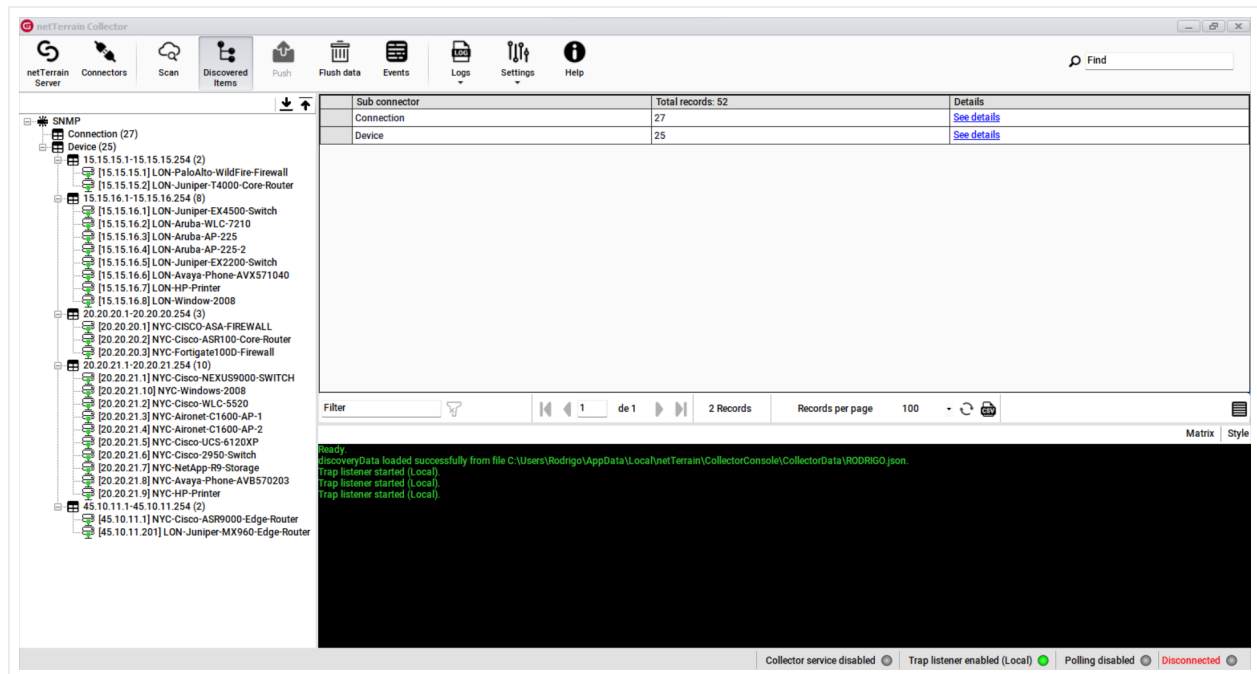 netTerrain Collector
netTerrain Server
Connectors
Scan
Discovered Items
Push
Flush data
Events
LOG
Logs
Settings
Help
Find
SNMP
Connection (27)
Device (25)
15.15.15.1-15.15.15.254 (2)
[15.15.15.1] LON-PaloAlto-WildFire-Firewall
[15.15.15.2] LON-Juniper-T4000-Core-Router
15.15.16.1-15.15.16.254 (8)
[15.15.16.1] LON-Juniper-EX4500-Switch
[15.15.16.2] LON-Aruba-WLC-7210
[15.15.16.3] LON-Aruba-AP-225
[15.15.16.4] LON-Aruba-AP-225-2
[15.15.16.5] LON-Juniper-EX2200-Switch
[15.15.16.6] LON-Avaya-Phone-AVX571040
[15.15.16.7] LON-HP-Printer
[15.15.16.8] LON-Window-2008
20.20.20.1-20.20.20.254 (3)
[20.20.20.1] NYC-CISCO-ASA-FIREWALL
[20.20.20.2] NYC-Cisco-ASR100-Core-Router
[20.20.20.3] NYC-Fortigate100D-Firewall
20.20.21.1-20.20.21.254 (10)
[20.20.21.1] NYC-Cisco-NEXUS9000-SWITCH
[20.20.21.10] NYC-Windows-2008
[20.20.21.2] NYC-Cisco-WLC-5520
[20.20.21.3] NYC-Aironet-C1600-AP-1
[20.20.21.4] NYC-Aironet-C1600-AP-2
[20.20.21.5] NYC-Cisco-UCS-6120XP
[20.20.21.6] NYC-Cisco-2950-Switch
[20.20.21.7] NYC-NetApp-R9-Storage
[20.20.21.8] NYC-Avaya-Phone-AVB570203
[20.20.21.9] NYC-HP-Printer
45.10.11.1-45.10.11.254 (2)
[45.10.11.1] NYC-Cisco-ASR9000-Edge-Router
[45.10.11.201] LON-Juniper-MX960-Edge-Router
Sub connector Total records: 52 Details
Connection 27 See details
Device 25 See details
Filter 1 de 1 2 Records Records per page 100 CSV
Matrix Style
Ready.
discoveryData loaded successfully from file C:\Users\Rodrigo\AppData\Local\netTerrain\CollectorConsole\CollectorData\RODRIGO.json.
Trap listener started (Local).
Trap listener started (Local).
Trap listener started (Local).
Collector service disabled Trap listener enabled (Local) Polling disabled Disconnected